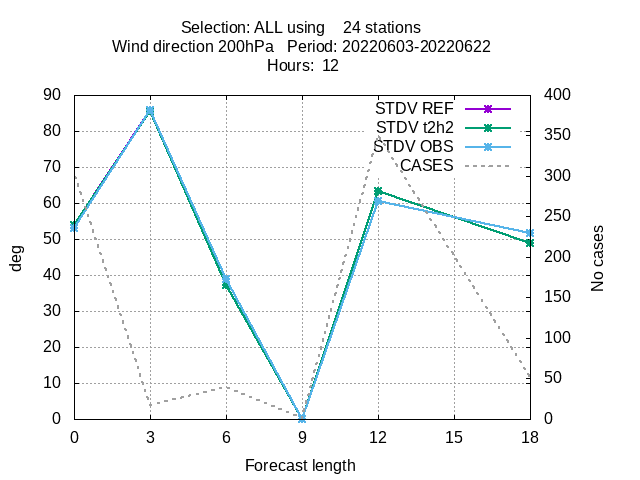 Selection: ALL using    24 stations
Wind direction 200hPa   Period: 20220603-20220622
Hours:  12
90
80
70
60
50
40
30
20
10
0
deg
400
350
300
250
200
150
100
50
0
No cases
STDV REF
STDV t2h2
STDV OBS
CASES
0 3 6 9 12 15 18
Forecast length